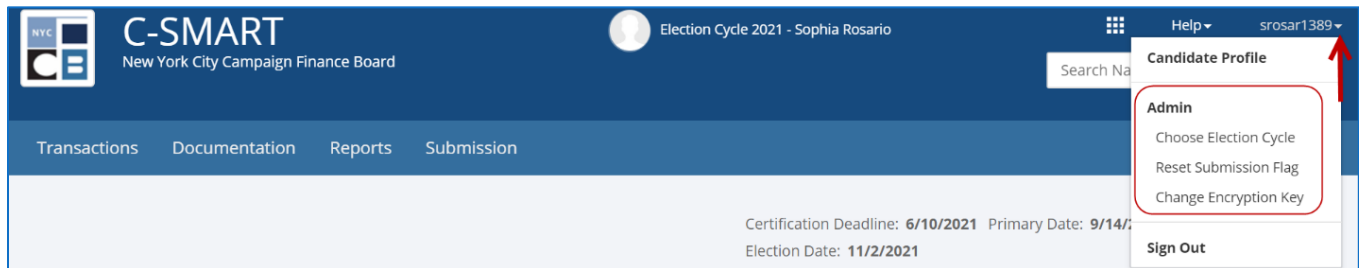 NYC
CB
C-SMART
New York City Campaign Finance Board
Election Cycle 2021 - Sophia Rosario
Help
srosar1389
Search Na
Candidate Profile
Admin
Choose Election Cycle
Reset Submission Flag
Change Encryption Key
Sign Out
Transactions Documentation Reports Submission
Certification Deadline: 6/10/2021 Primary Date: 9/14/
Election Date: 11/2/2021